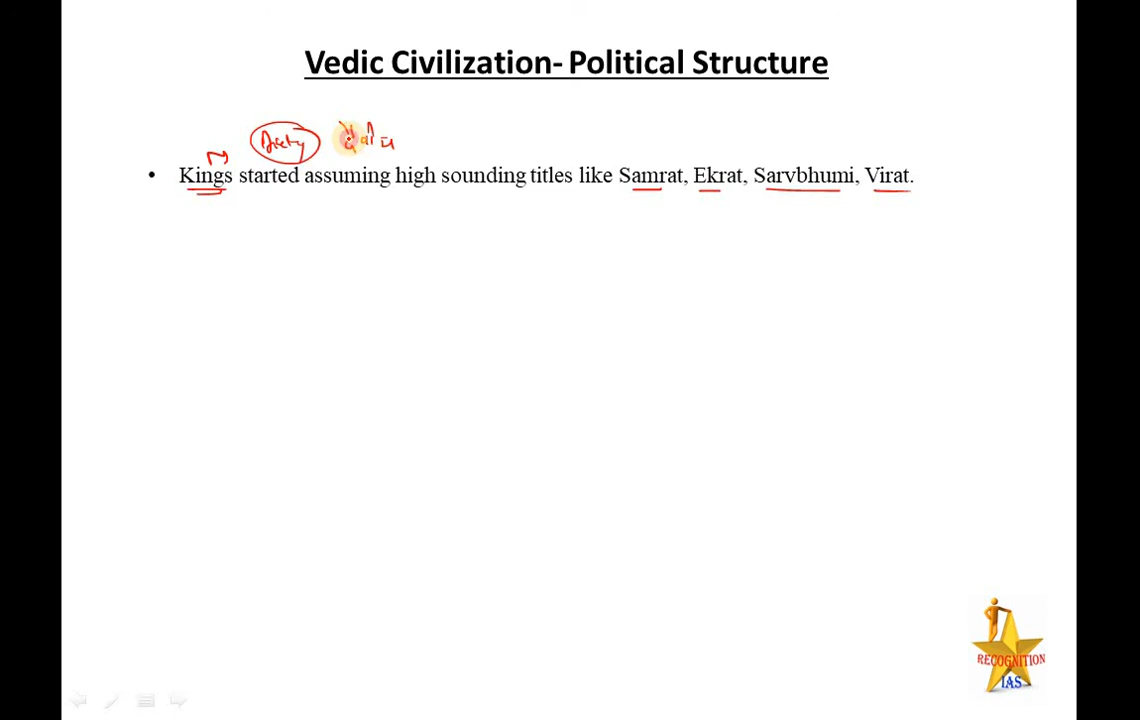 Vedic Civilization- Political Structure
• Kings started assuming high sounding titles like Samrat, Ekrat, Sarvbhumi, Virat.
RECOGNITION
IAS